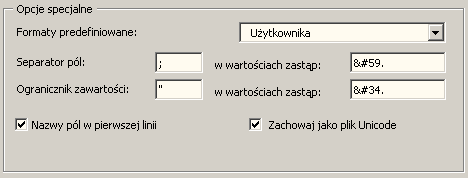 Opcje specjalne
Formaty predefiniowane: Użytkownika
Separator pól: ; w wartościach zastąp: &#59.
Ogranicznik zawartości: " w wartościach zastąp: &#34.
Nazwy pól w pierwszej linii Zachowaj jako plik Unicode